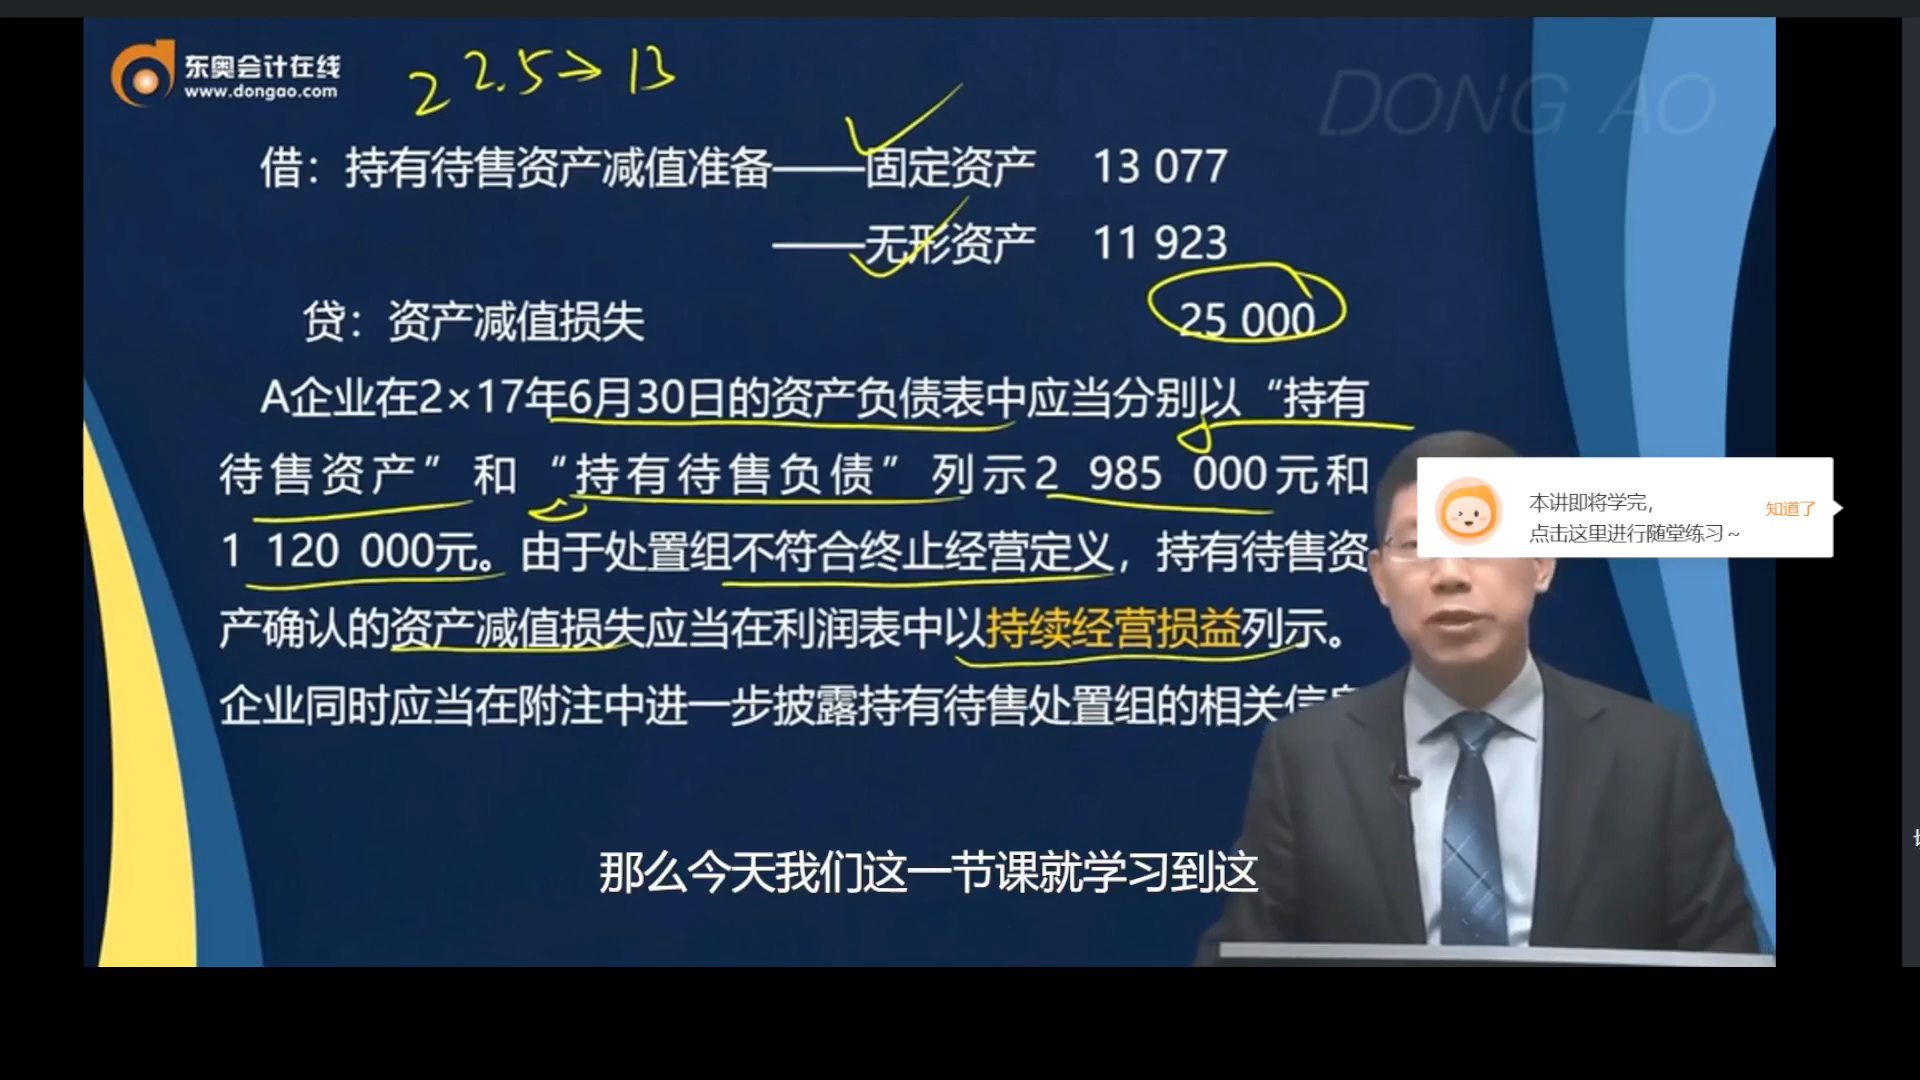 东奥会计在线
www.dongao.com
2 2.5→13
DONG AO
借：持有待售资产减值准备——固定资产 13 077
——无形资产 11 923
贷：资产减值损失 25 000
A企业在2×17年6月30日的资产负债表中应当分别以“持有
待售资产”和“持有待售负债”列示2 985 000元和
1 120 000元。由于处置组不符合终止经营定义，持有待售资
产确认的资产减值损失应当在利润表中以持续经营损益列示。
企业同时应当在附注中进一步披露持有待售处置组的相关信
本讲即将学完，
点击这里进行随堂练习~
知道了
那么今天我们这一节课就学习到这